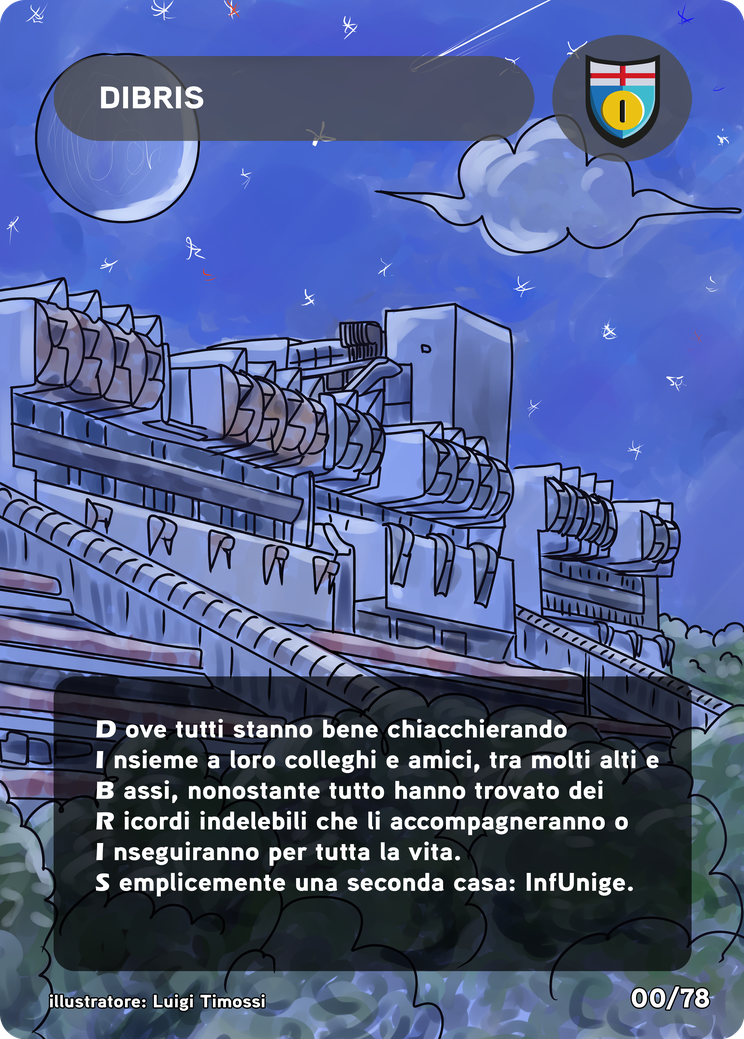 DIBRIS
D ove tutti stanno bene chiacchierando
I nsieme a loro colleghi e amici, tra molti alti e
B assi, nonostante tutto hanno trovato dei
R icordi indelebili che li accompagneranno o
I nseguiranno per tutta la vita.
S emplicemente una seconda casa: InfUnige.
illustratore: Luigi Timossi
00/78